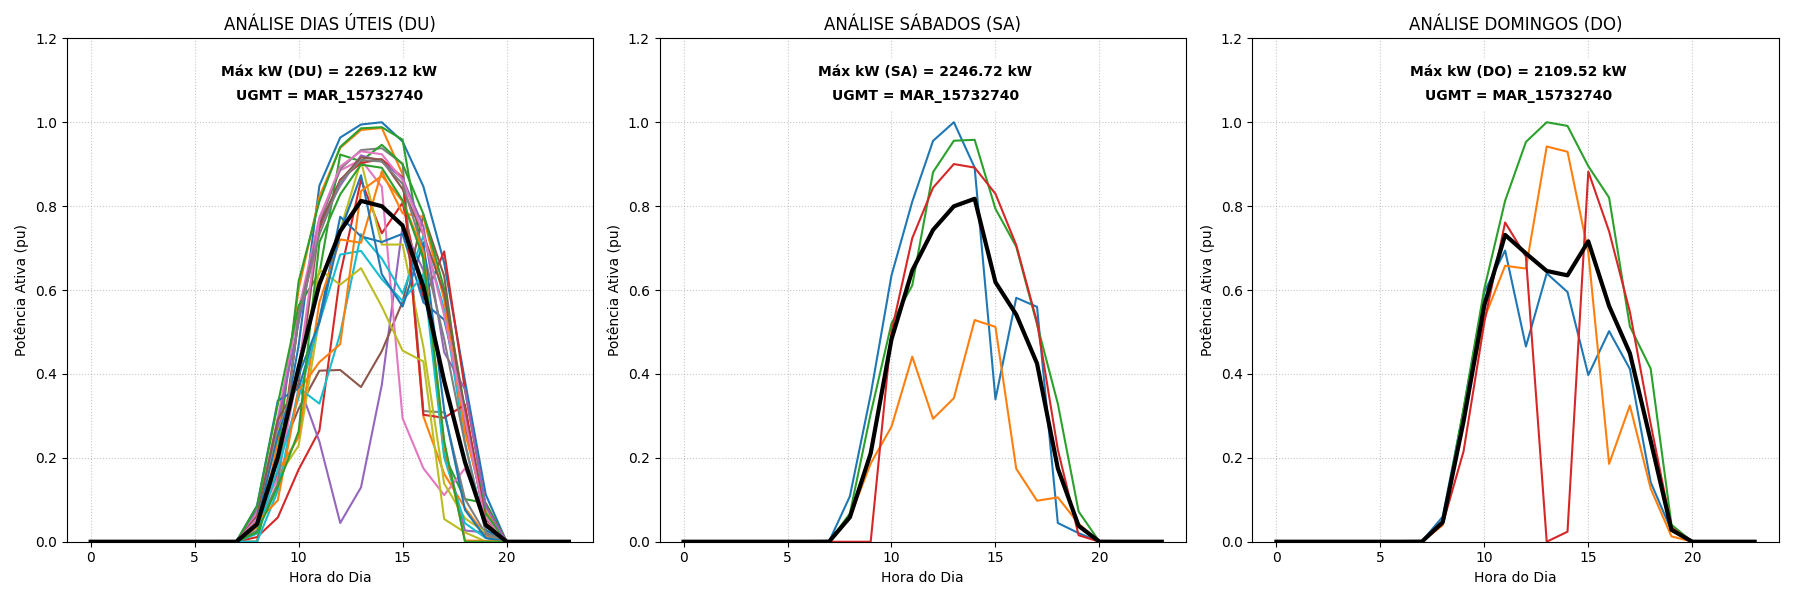 ANÁLISE DIAS ÚTEIS (DU)
Máx kW (DU) = 2269.12 kW
UGMT = MAR_15732740
Potência Ativa (pu)
1.2
1.0
0.8
0.6
0.4
0.2
0.0
0 5 10 15 20
Hora do Dia
ANÁLISE SÁBADOS (SA)
Máx kW (SA) = 2246.72 kW
UGMT = MAR_15732740
Potência Ativa (pu)
1.2
1.0
0.8
0.6
0.4
0.2
0.0
0 5 10 15 20
Hora do Dia
ANÁLISE DOMINGOS (DO)
Máx kW (DO) = 2109.52 kW
UGMT = MAR_15732740
Potência Ativa (pu)
1.2
1.0
0.8
0.6
0.4
0.2
0.0
0 5 10 15 20
Hora do Dia